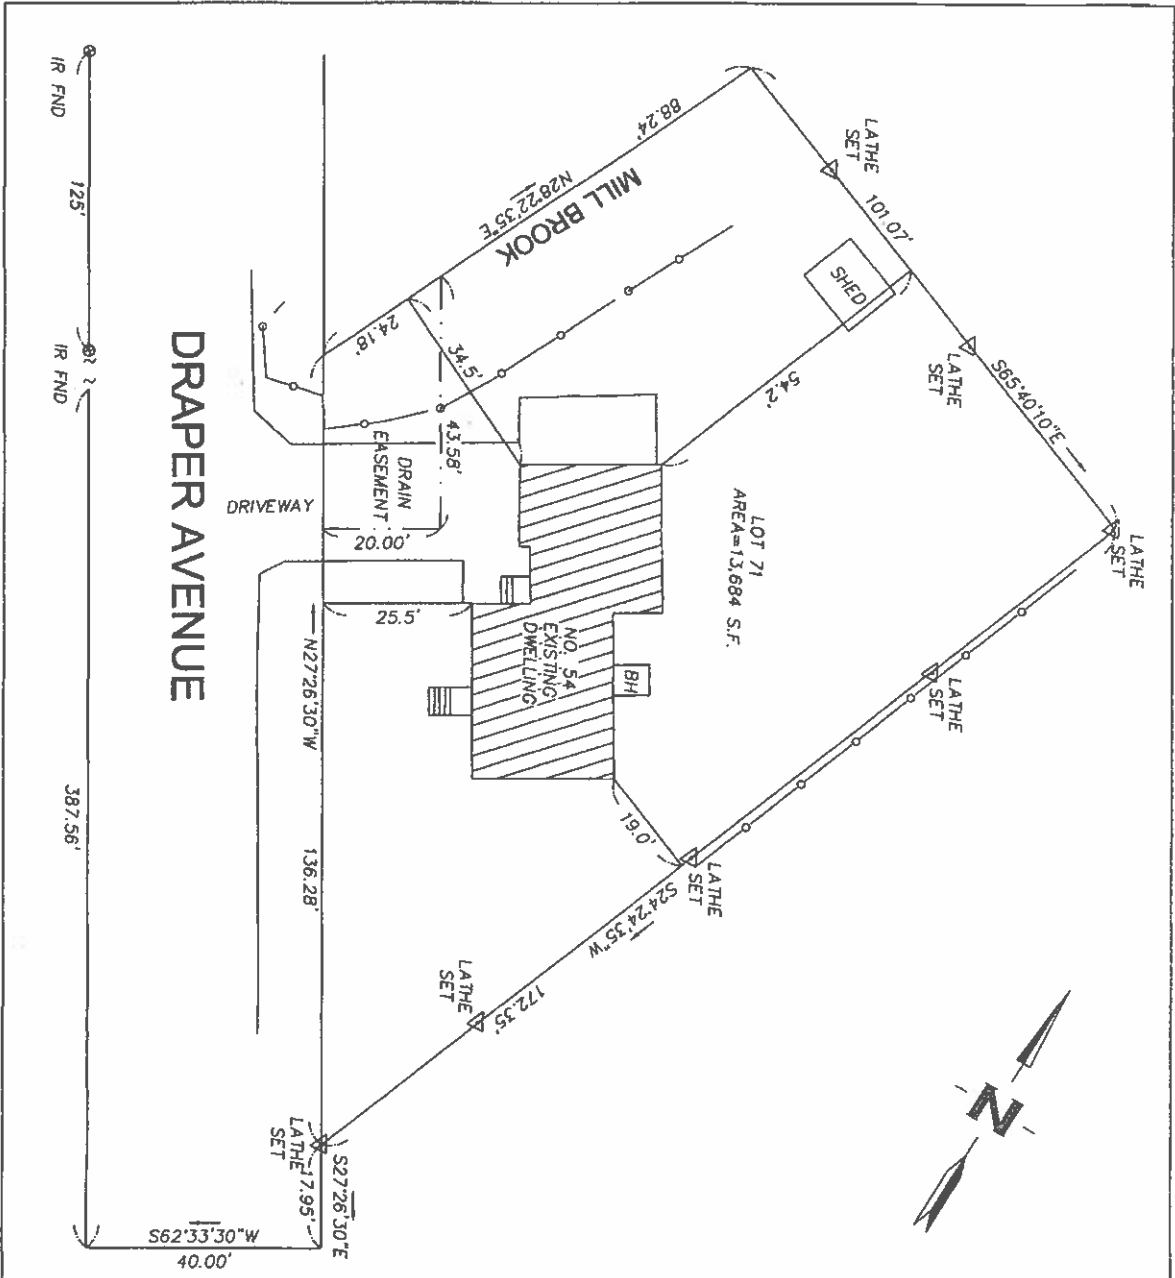 IR FND
125'
IR FND
387.56'
DRAPER AVENUE
88.24'
N28°22'35"E
MILL BROOK
24.18'
34.5'
LATHE
SET
101.07'
SHED
LATHE
SET
S65°40'10"E
LATHE
SET
54.2'
43.58'
DRAIN
EASEMENT
DRIVEWAY
20.00'
25.5'
LOT 71
AREA=13,684 S.F.
NO. 54
EXISTING
DWELLING
BH
LATHE
SET
19.0'
LATHE
SET
S24°24'35"W
172.35'
LATHE
SET
N27°26'30"W
136.28'
LATHE
SET
17.95'
S27°26'30"E
S62°33'30"W
40.00'
N